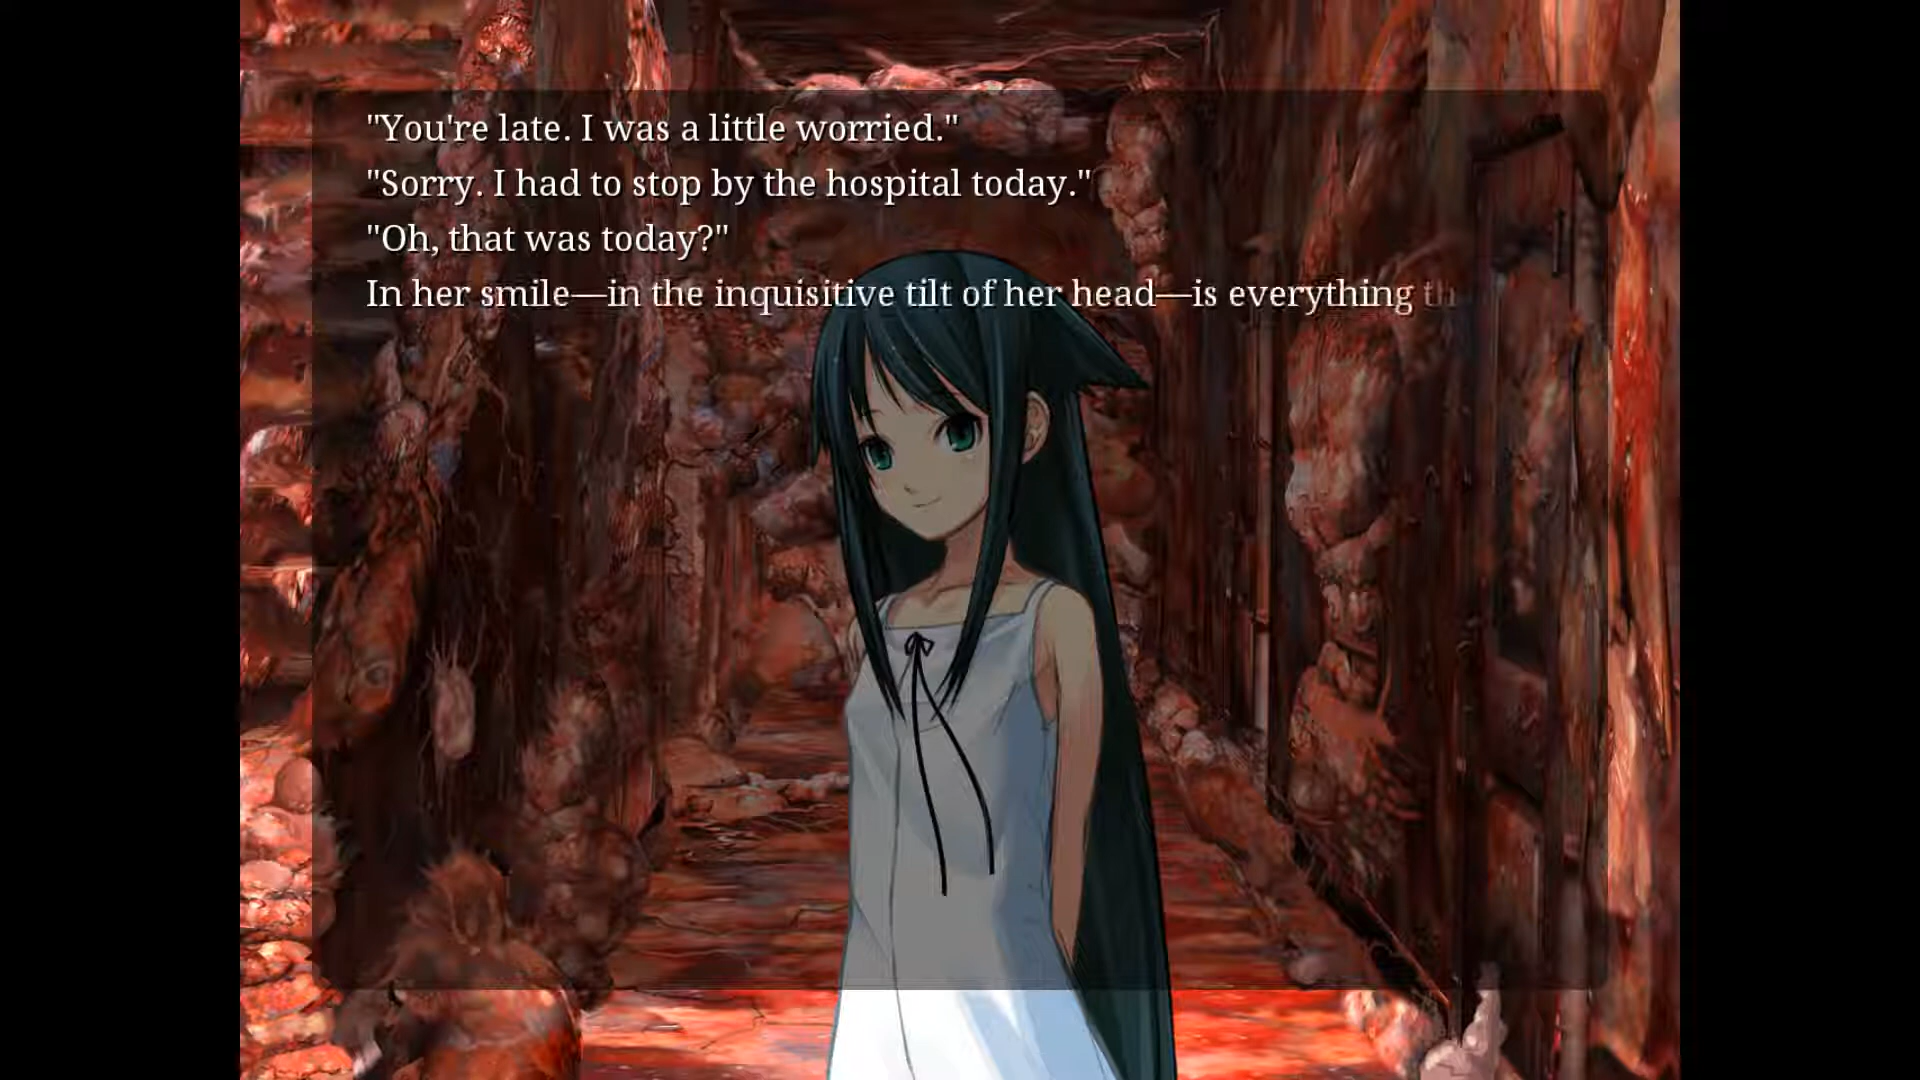 "You're late. I was a little worried."
"Sorry. I had to stop by the hospital today."
"Oh, that was today?"
In her smile—in the inquisitive tilt of her head—is everything th